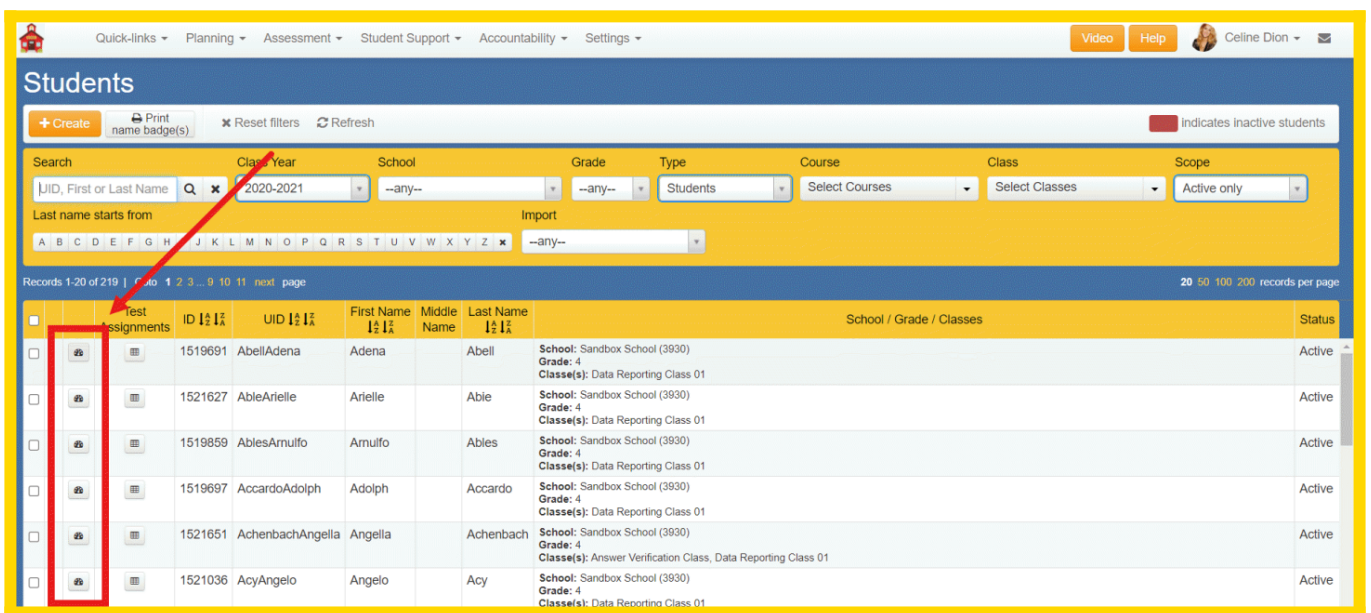 Quick-links Planning Assessment Student Support Accountability Settings Video Help Celine Dion
Students
+ Create Print name badge(s) Reset filters Refresh indicates inactive students
Search Class Year School Grade Type Course Class Scope
UID, First or Last Name 2020-2021 --any-- --any-- Students Select Courses Select Classes Active only
Last name starts from Import
A B C D E F G H J K L M N O P Q R S T U V W X Y Z --any--
Records 1-20 of 219 | Goto 1 2 3 ... 9 10 11 next page 20 50 100 200 records per page
Test Assignments ID UID First Name Middle Name Last Name School / Grade / Classes Status
1519691 AbellAdena Adena Abell School: Sandbox School (3930) Active
Grade: 4
Classe(s): Data Reporting Class 01
1521627 AbleArielle Arielle Abie School: Sandbox School (3930) Active
Grade: 4
Classe(s): Data Reporting Class 01
1519859 AblesArnulfo Arnulfo Ables School: Sandbox School (3930) Active
Grade: 4
Classe(s): Data Reporting Class 01
1519697 AccardoAdolph Adolph Accardo School: Sandbox School (3930) Active
Grade: 4
Classe(s): Data Reporting Class 01
1521651 AchenbachAngella Angella Achenbach School: Sandbox School (3930) Active
Grade: 4
Classe(s): Answer Verification Class, Data Reporting Class 01
1521036 AcyAngelo Angelo Acy School: Sandbox School (3930) Active
Grade: 4
Classe(s): Data Reporting Class 01